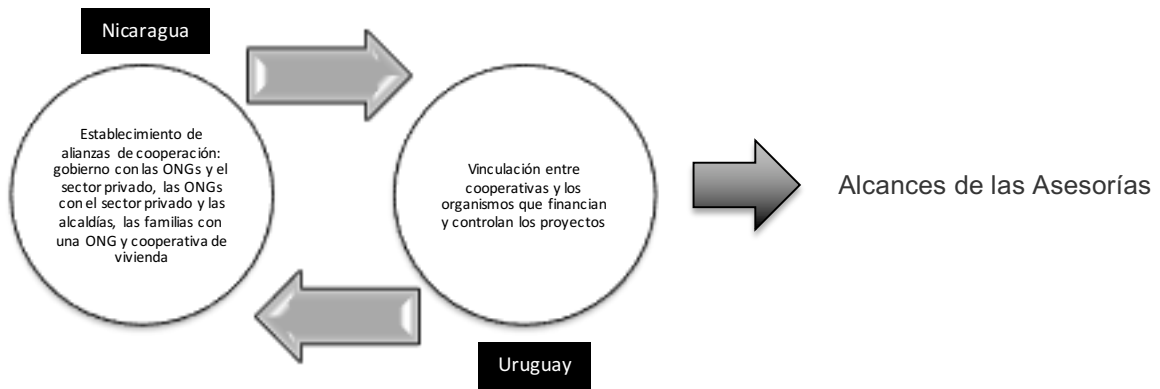 Nicaragua
Establecimiento de
alianzas de cooperación:
gobierno con las ONGs y el
sector privado, las ONGs
con el sector privado y las
alcaldías, las familias con
una ONG y cooperativa de
vivienda
Vinculación entre
cooperativas y los
organismos que financian
y controlan los proyectos
Alcances de las Asesorías
Uruguay